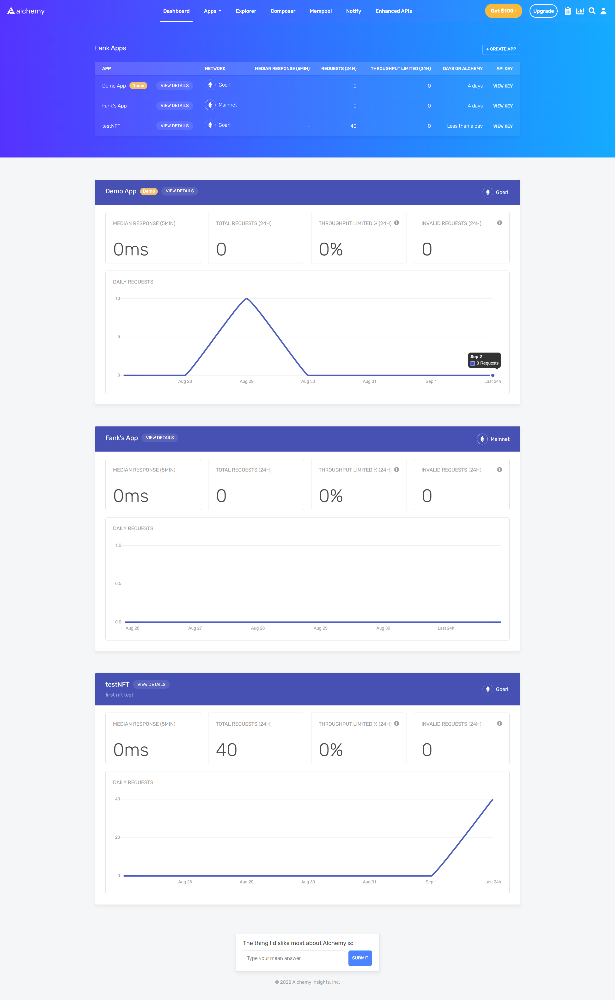 alchemy Dashboard Apps Explorer Composer Mempool Notify Enhanced APIs Get $100+ Upgrade
Fank Apps + CREATE APP
APP NETWORK MEDIAN RESPONSE (5MIN) REQUESTS (24H) THROUGHPUT LIMITED (24H) DAYS ON ALCHEMY API KEY
Demo App Demo VIEW DETAILS Goerli - 0 0 4 days VIEW KEY
Fank's App VIEW DETAILS Mainnet - 0 0 4 days VIEW KEY
testNFT VIEW DETAILS Goerli - 40 0 Less than a day VIEW KEY
Demo App Demo VIEW DETAILS Goerli
MEDIAN RESPONSE (5MIN) TOTAL REQUESTS (24H) THROUGHPUT LIMITED % (24H) INVALID REQUESTS (24H)
0ms 0 0% 0
DAILY REQUESTS
10
5
Sep 2
0 Requests
0
Aug 28 Aug 29 Aug 30 Aug 31 Sep 1 Last 24h
Fank's App VIEW DETAILS Mainnet
MEDIAN RESPONSE (5MIN) TOTAL REQUESTS (24H) THROUGHPUT LIMITED % (24H) INVALID REQUESTS (24H)
0ms 0 0% 0
DAILY REQUESTS
1.0
0.5
0.0
Aug 26 Aug 27 Aug 28 Aug 29 Aug 30 Last 24h
testNFT VIEW DETAILS Goerli
first nft test
MEDIAN RESPONSE (5MIN) TOTAL REQUESTS (24H) THROUGHPUT LIMITED % (24H) INVALID REQUESTS (24H)
0ms 40 0% 0
DAILY REQUESTS
40
20
0
Aug 28 Aug 29 Aug 30 Aug 31 Sep 1 Last 24h
The thing I dislike most about Alchemy is:
Type your mean answer SUBMIT
© 2022 Alchemy Insights, Inc.